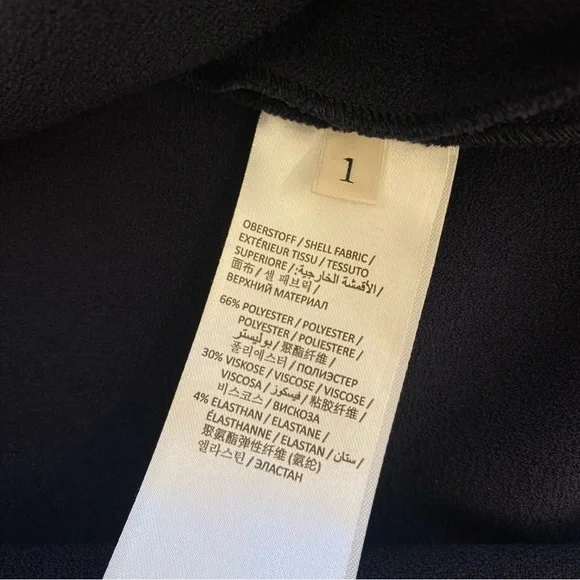 1
OBERSTOFF / SHELL FABRIC /
EXTÉRIEUR TISSU / TESSUTO
SUPERIORE / الأقمشة الخارجية: /
面布 / 셸 패브릭 /
ВЕРХНИЙ МАТЕРИАЛ
66% POLYESTER / POLYESTER /
POLYESTER / POLIESTERE /
بوليستر / 聚酯纤维 /
폴리에스터 / ПОЛИЭСТЕР
30% VISKOSE / VISCOSE / VISCOSE /
VISCOSA / فيسكوز / 粘胶纤维 /
비스코스 / ВИСКОЗА
4% ELASTHAN / ELASTANE /
ÉLASTHANNE / ELASTAN / ستان /
聚氨酯弹性纤维 (氨纶)
엘라스틴 / ЭЛАСТАН